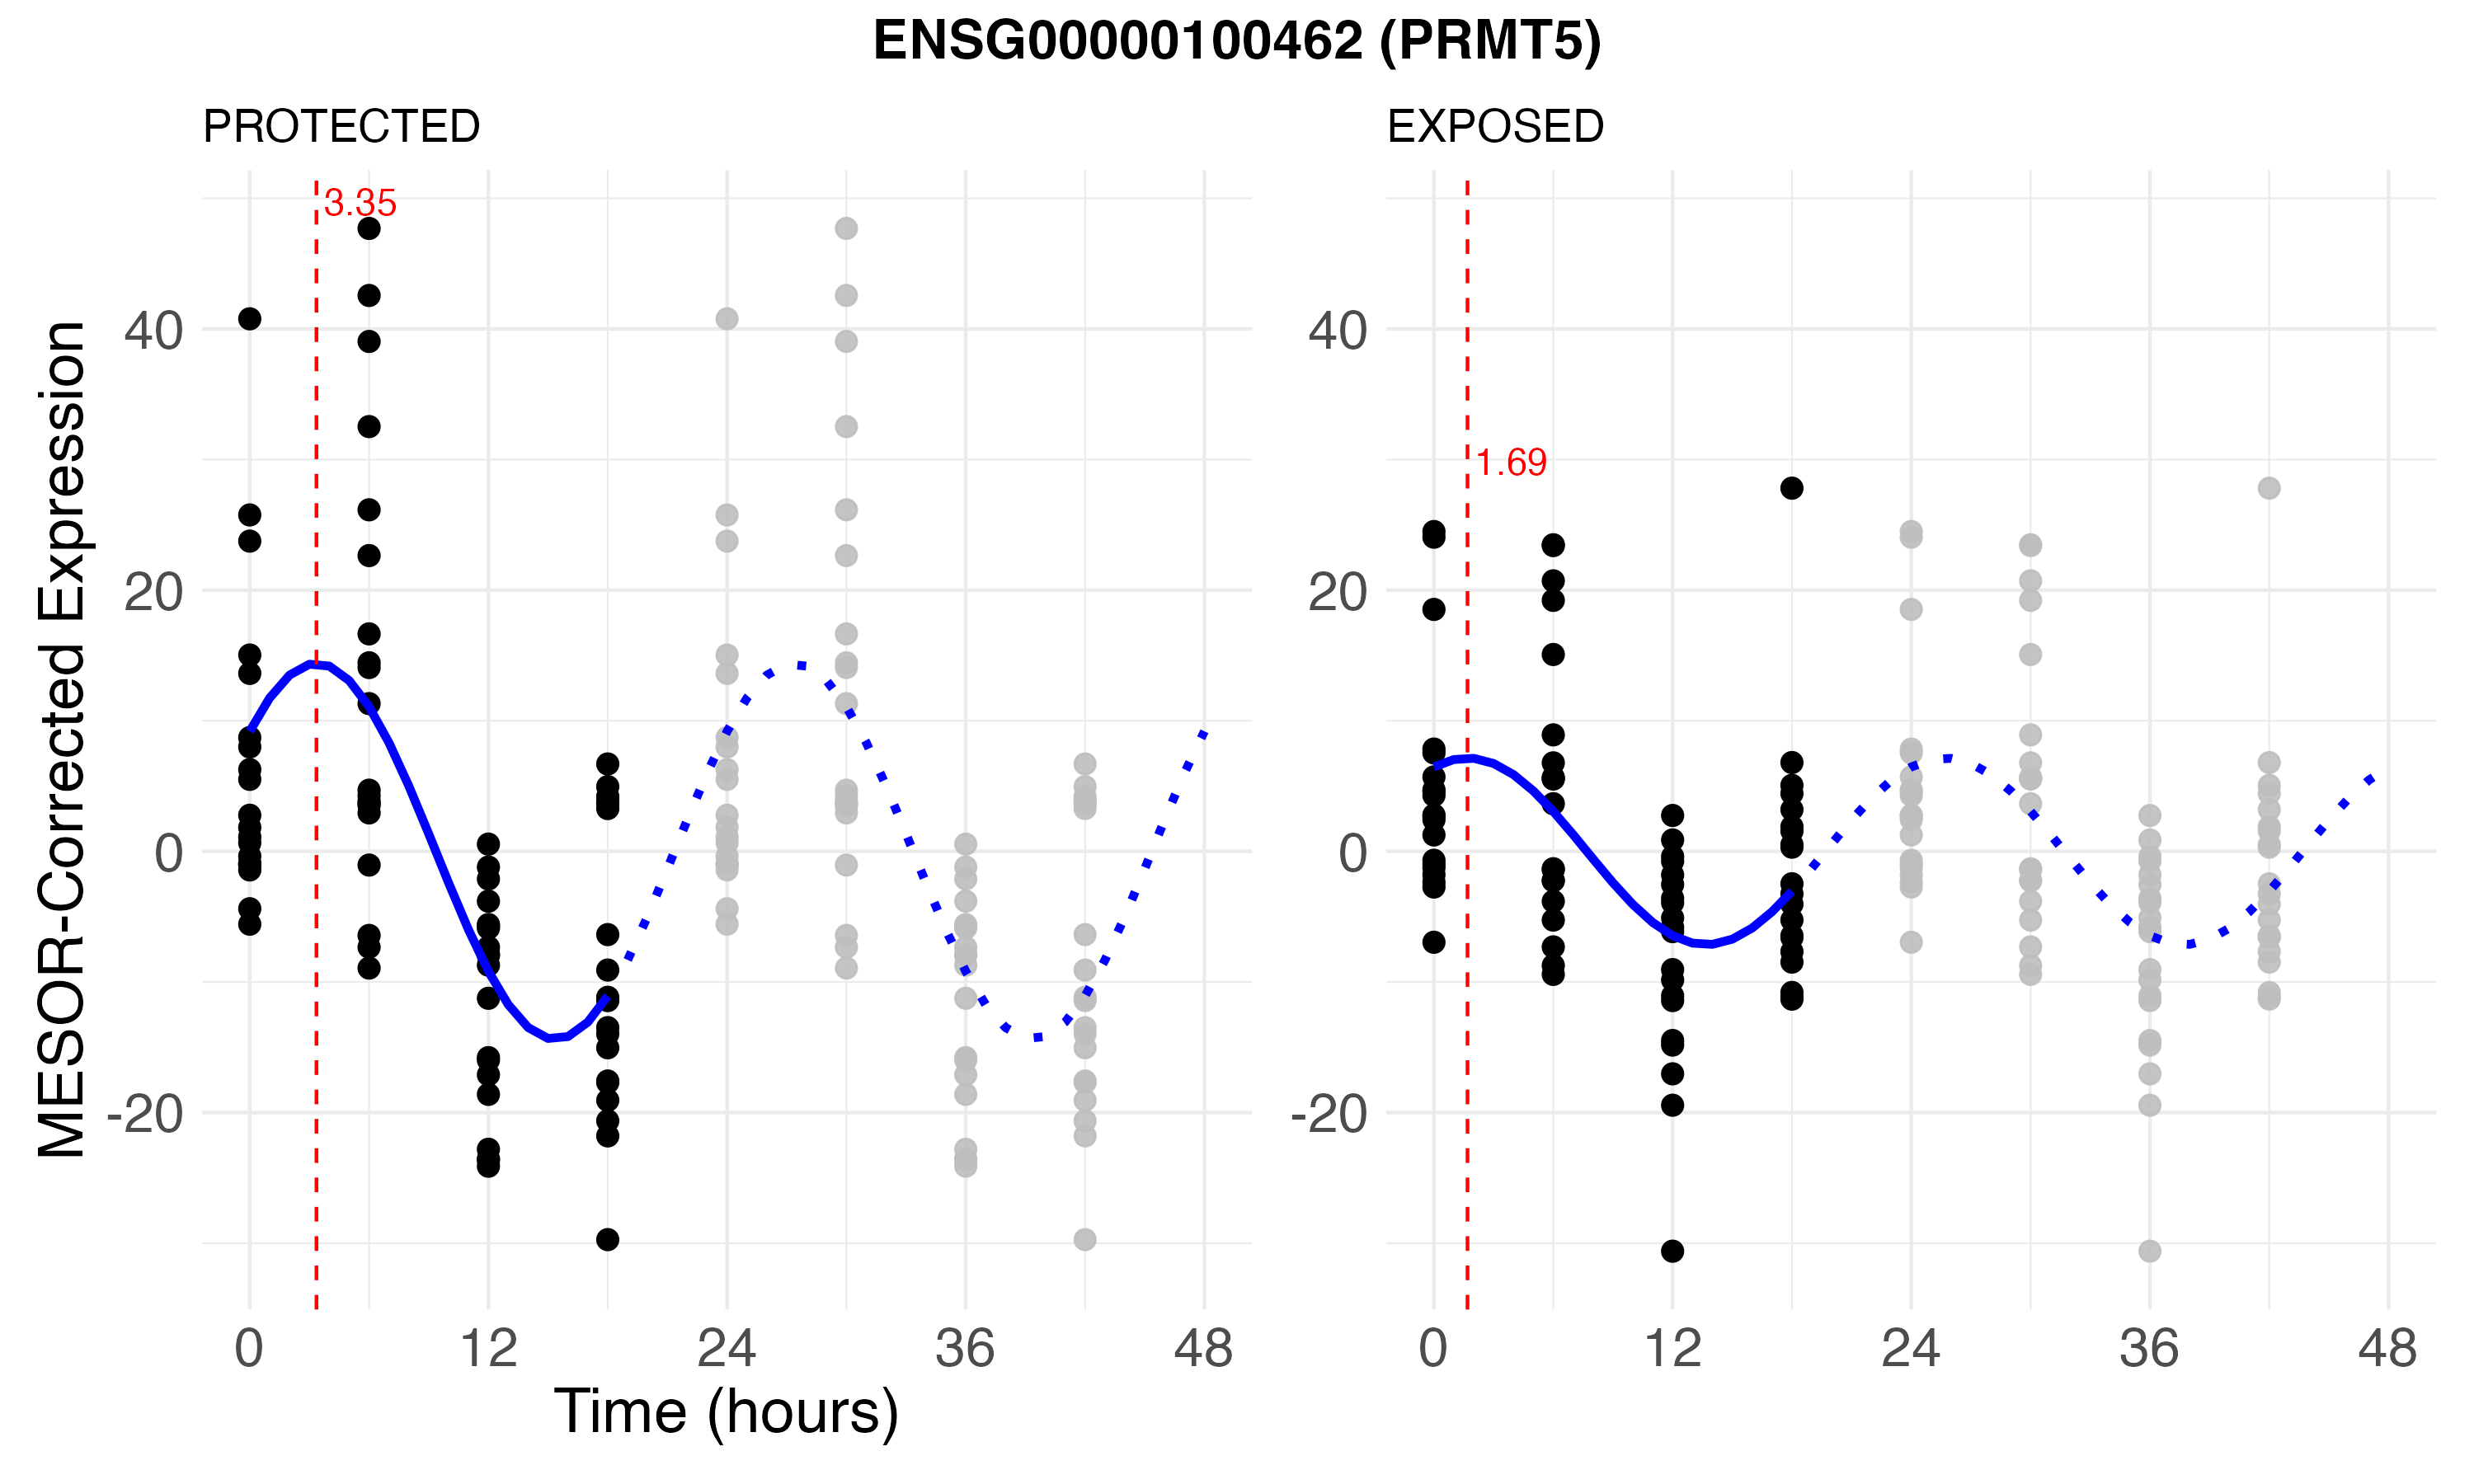 ENSG00000100462 (PRMT5)
PROTECTED
EXPOSED
MESOR-Corrected Expression
40
20
0
-20
3.35
0 12 24 36 48
40
20
0
-20
1.69
0 12 24 36 48
Time (hours)